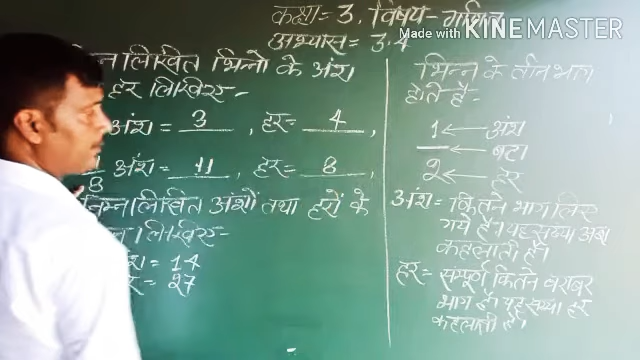 कक्षा = 3, विषय - गणित
Made with KINEMASTER
अभ्यास = 3.4
लिखित भिन्नो के अंश
हर लिखिए -
अंश = 3 , हर = 4 ,
8 अंश = 11 , हर = 8 ,
निम्नलिखित अंशों तथा हरों के
लिखिए -
= 14
= 27
भिन्न के तीन भाग
होते है -
1 ← अंश
— ← बटा
2 ← हर
अंश = कितने भाग लिए
गये हैं। यह संख्या अंश
कहलाती है।
हर = सम्पूर्ण कितने बराबर
भाग है। यह संख्या हर
कहलाती है।